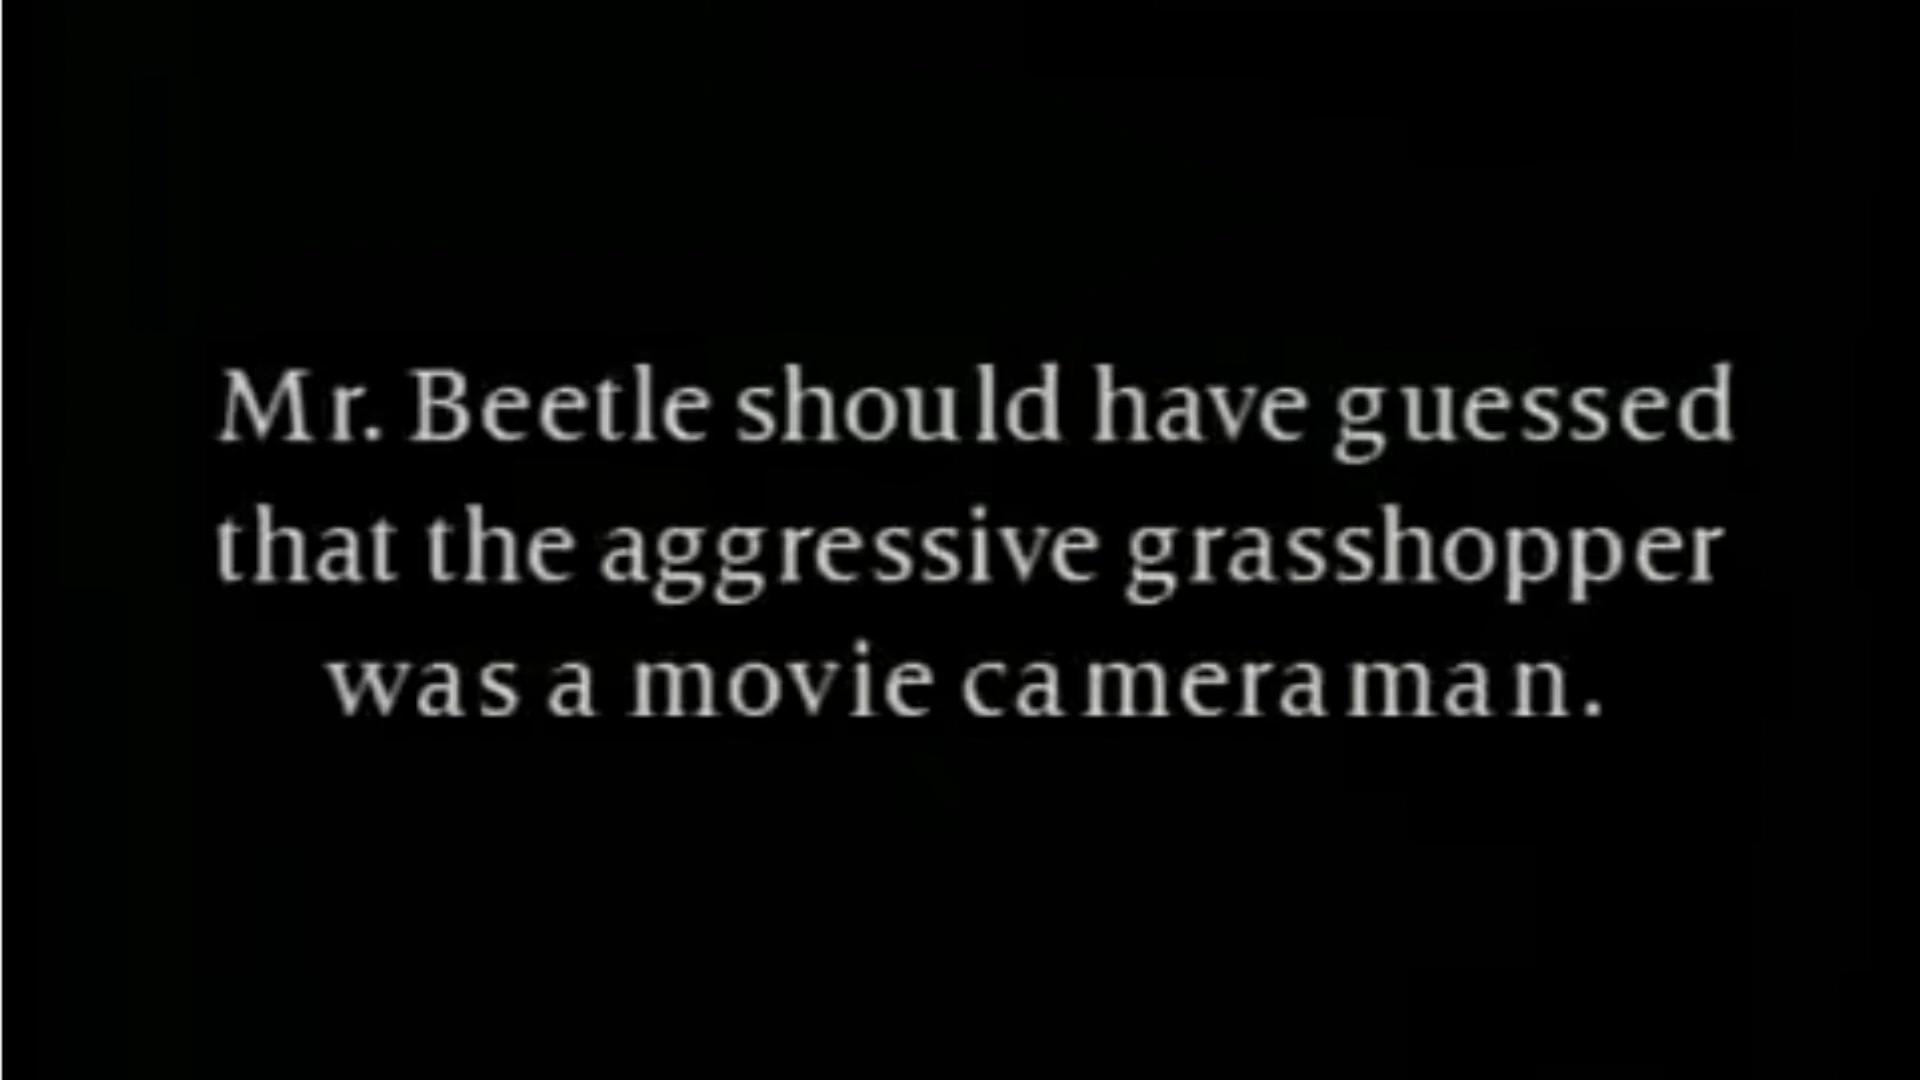 Mr. Beetle should have guessed
that the aggressive grasshopper
was a movie cameraman.